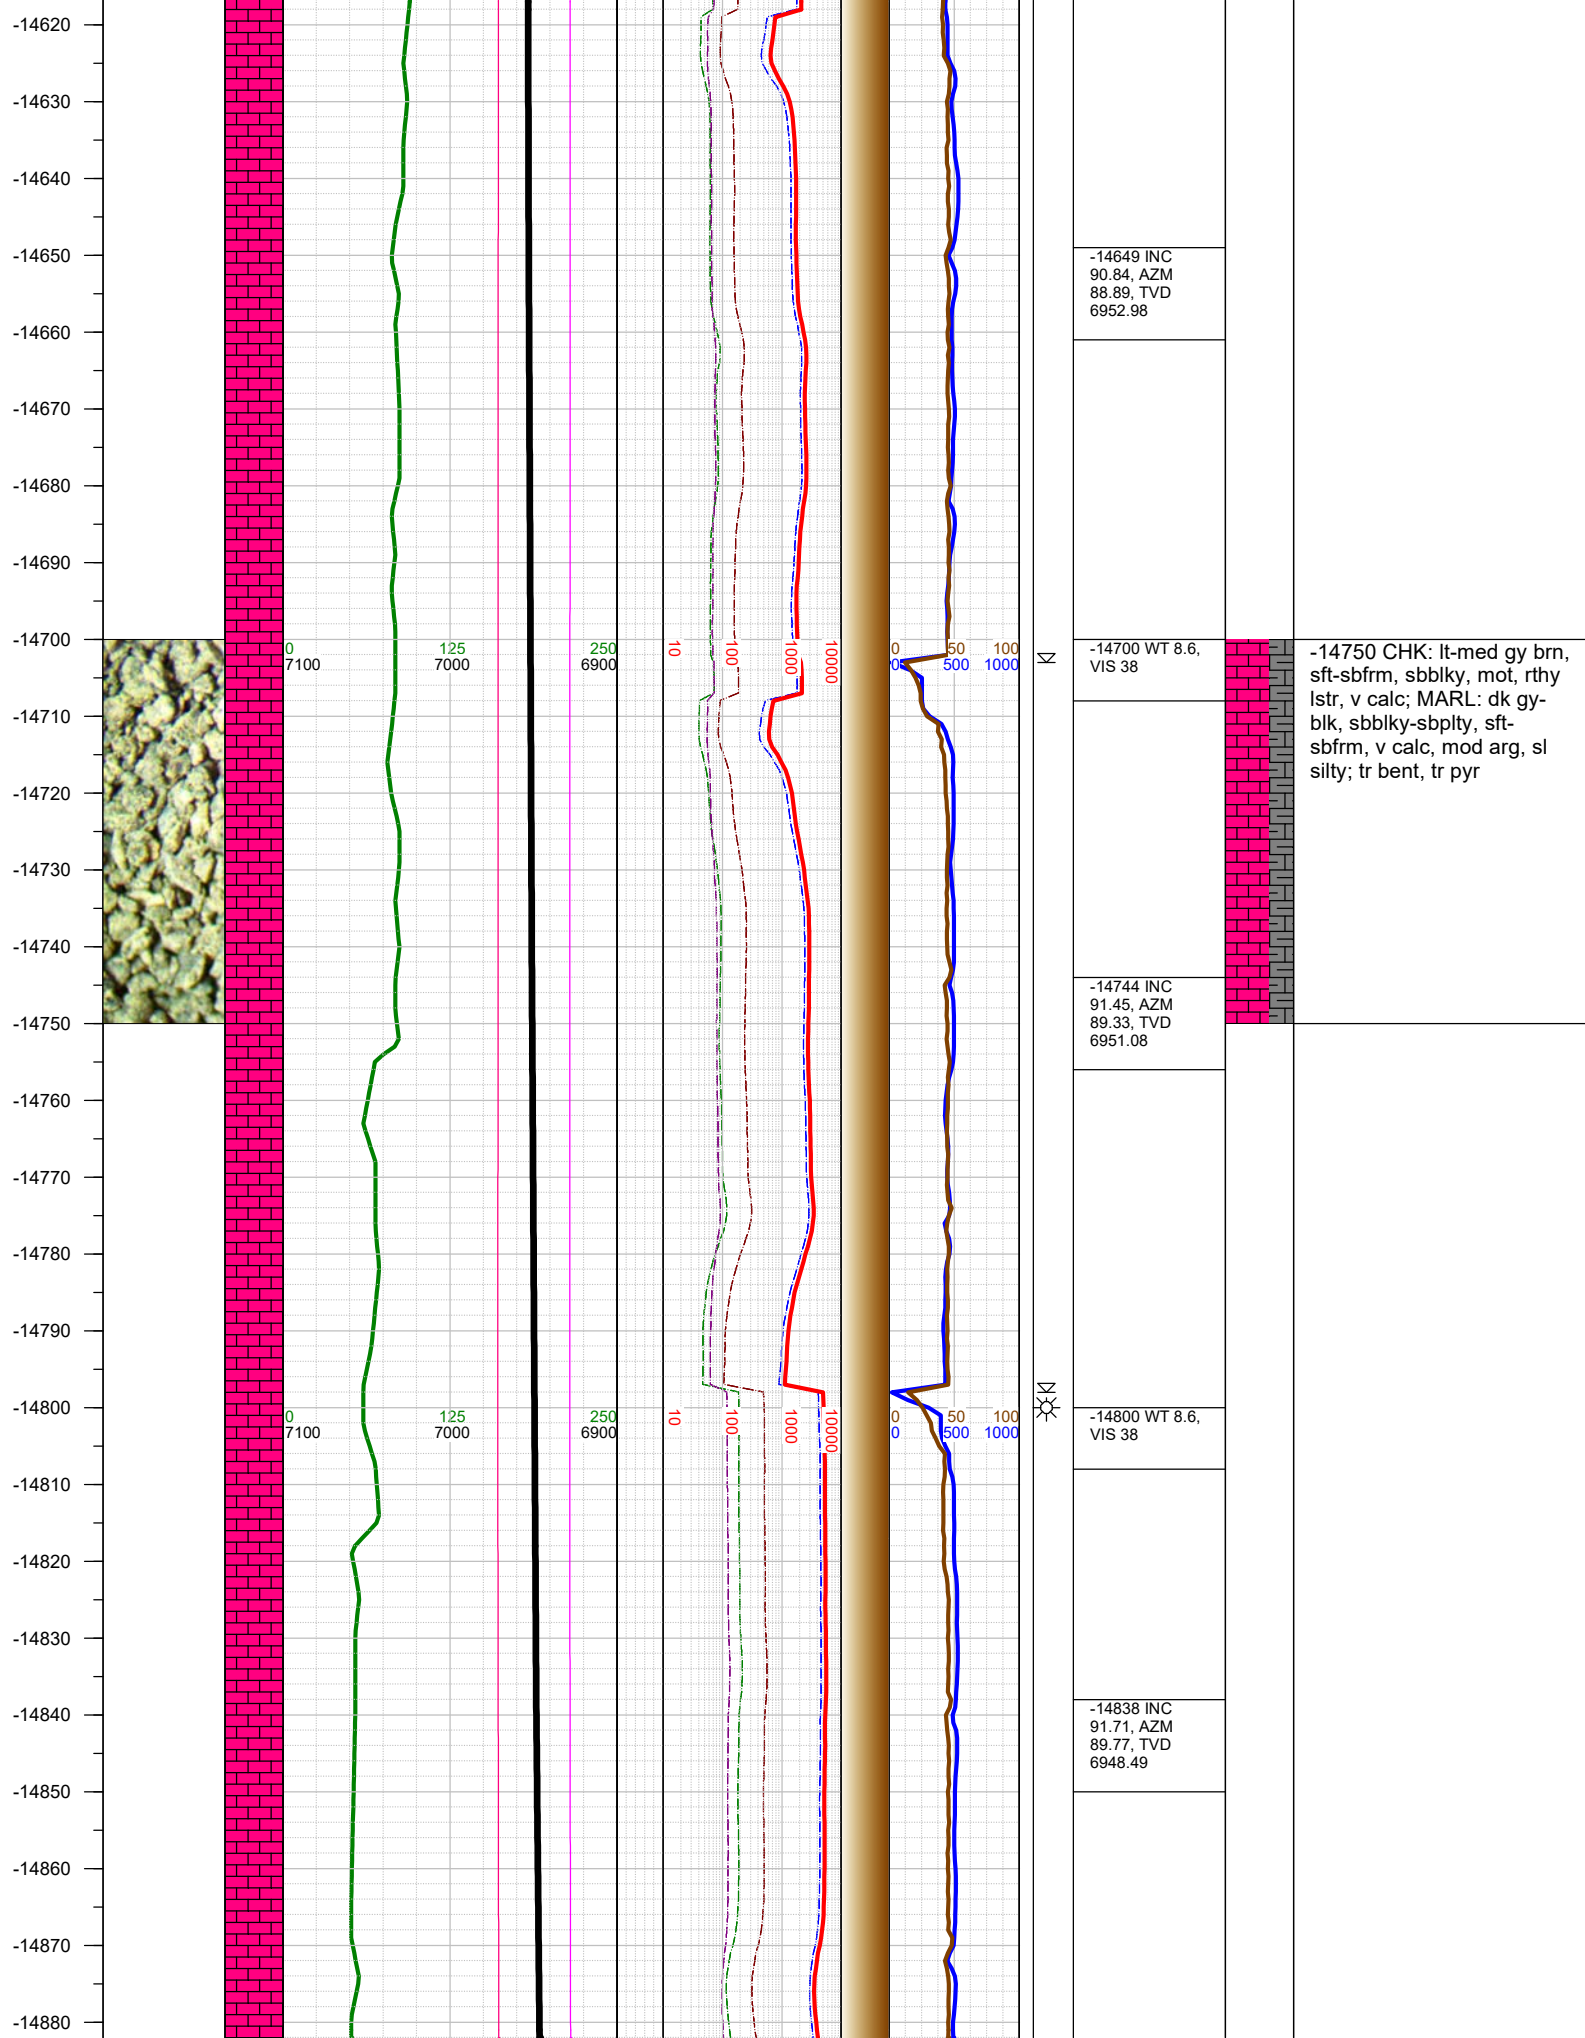 -14620
-14630
-14640
-14650
-14649 INC
90.84, AZM
88.89, TVD
6952.98
-14660
-14670
-14680
-14690
-14700
0 125 250
7100 7000 6900
10 100 1000 10000
0 50 100
0 500 1000
-14700 WT 8.6,
VIS 38
-14750 CHK: lt-med gy brn,
sft-sbfrm, sbblky, mot, rthy
lstr, v calc; MARL: dk gy-
blk, sbblky-sbplty, sft-
sbfrm, v calc, mod arg, sl
silty; tr bent, tr pyr
-14710
-14720
-14730
-14740
-14744 INC
91.45, AZM
89.33, TVD
6951.08
-14750
-14760
-14770
-14780
-14790
-14800
0 125 250
7100 7000 6900
10 100 1000 10000
0 50 100
0 500 1000
-14800 WT 8.6,
VIS 38
-14810
-14820
-14830
-14840
-14838 INC
91.71, AZM
89.77, TVD
6948.49
-14850
-14860
-14870
-14880